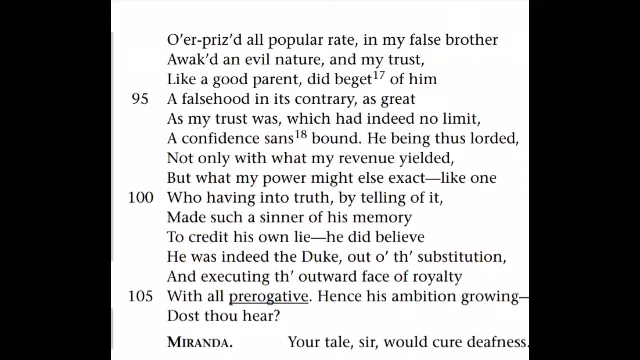 O’er-priz’d all popular rate, in my false brother
Awak’d an evil nature, and my trust,
Like a good parent, did beget17 of him
95 A falsehood in its contrary, as great
As my trust was, which had indeed no limit,
A confidence sans18 bound. He being thus lorded,
Not only with what my revenue yielded,
But what my power might else exact—like one
100 Who having into truth, by telling of it,
Made such a sinner of his memory
To credit his own lie—he did believe
He was indeed the Duke, out o’ th’ substitution,
And executing th’ outward face of royalty
105 With all prerogative. Hence his ambition growing—
Dost thou hear?
MIRANDA. Your tale, sir, would cure deafness.